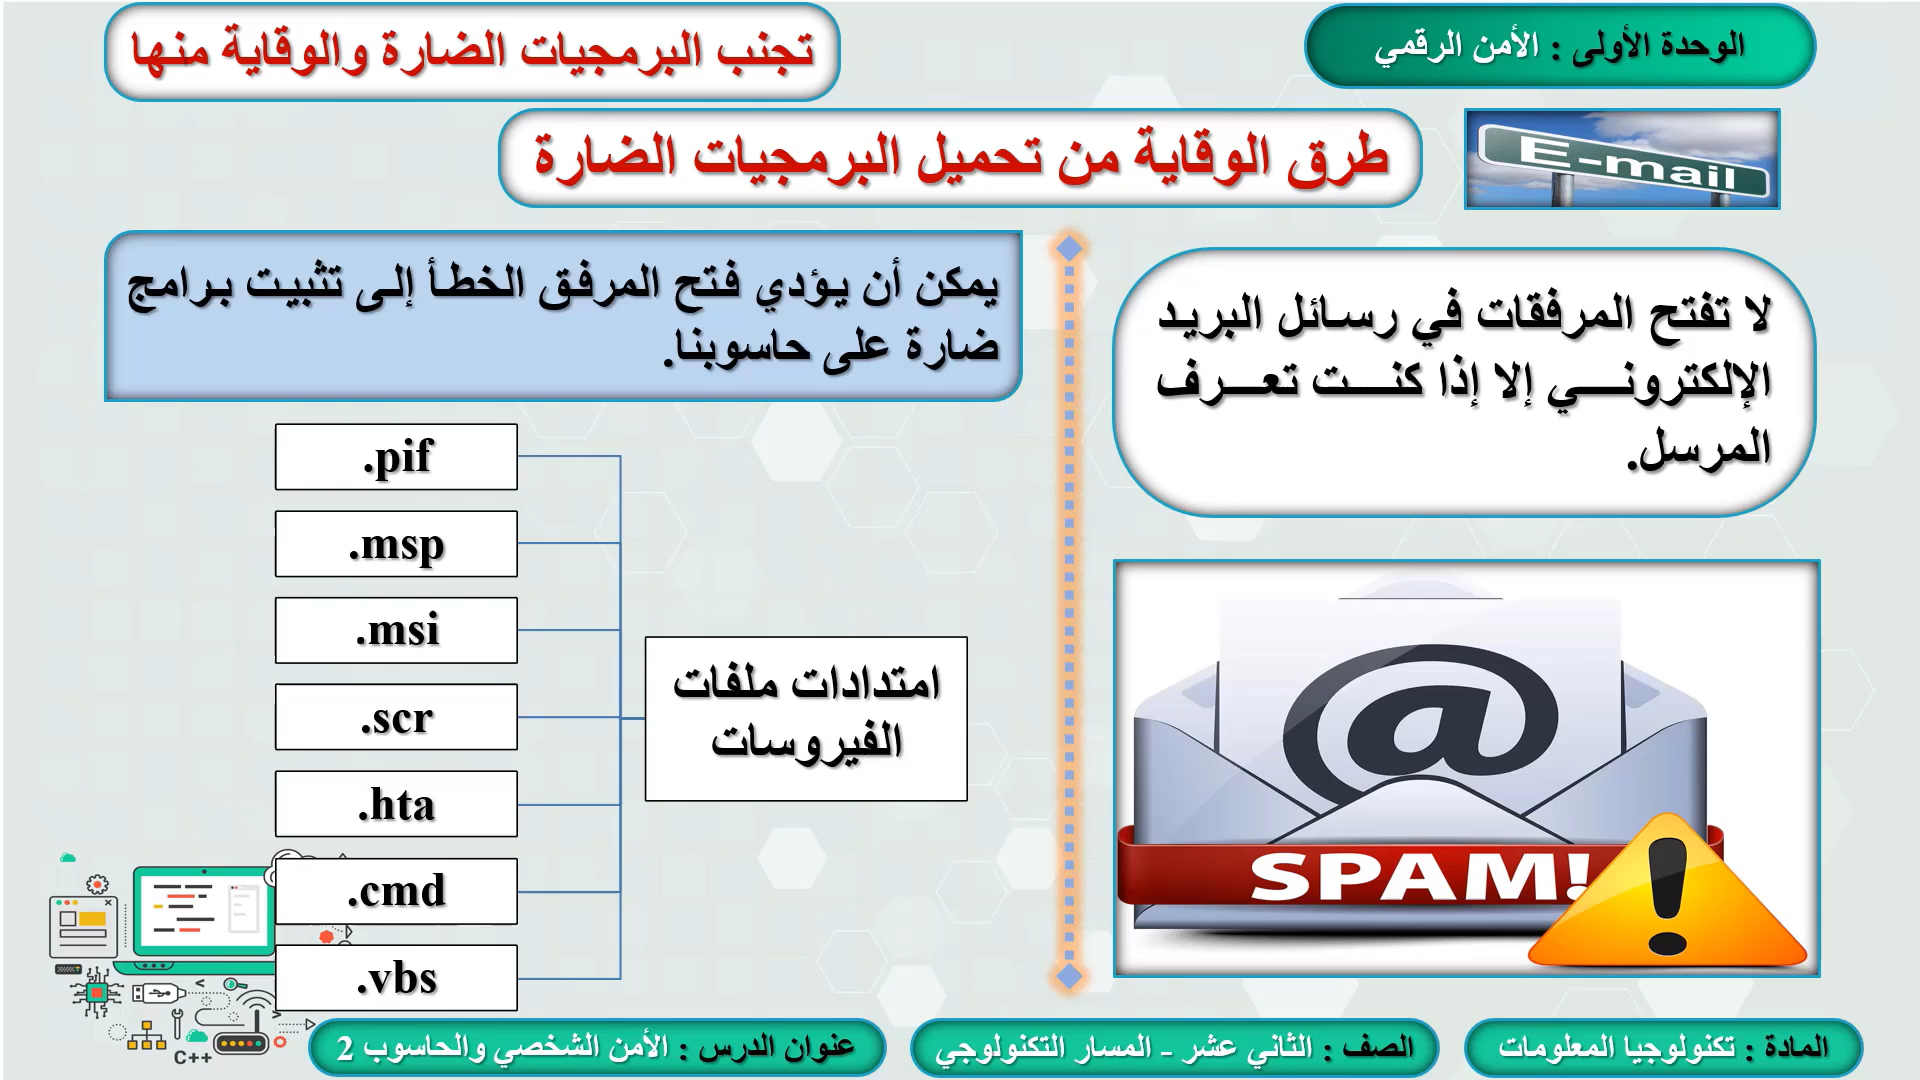 الوحدة الأولى : الأمن الرقمي
تجنب البرمجيات الضارة والوقاية منها
E-mail
طرق الوقاية من تحميل البرمجيات الضارة
لا تفتح المرفقات في رسائل البريد
الإلكتروني إلا إذا كنت تعرف
المرسل.
SPAM!
يمكن أن يؤدي فتح المرفق الخطأ إلى تثبيت برامج
ضارة على حاسوبنا.
امتدادات ملفات
الفيروسات
.pif
.msp
.msi
.scr
.hta
.cmd
.vbs
C++
المادة : تكنولوجيا المعلومات
الصف : الثاني عشر - المسار التكنولوجي
عنوان الدرس : الأمن الشخصي والحاسوب 2